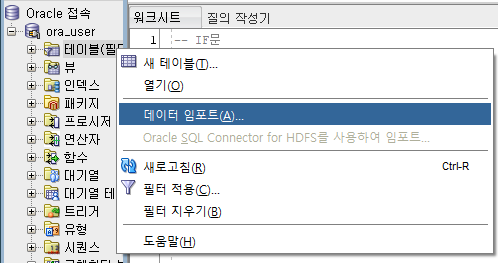 Oracle 접속
ora_user
테이블(필터
뷰
인덱스
패키지
프로시저
연산자
함수
대기열
대기열 테
트리거
유형
시퀀스
워크시트 질의 작성기
1 -- IF문
새 테이블(T)...
열기(O)
데이터 임포트(A)...
Oracle SQL Connector for HDFS를 사용하여 임포트...
새로고침(R) Ctrl-R
필터 적용(C)...
필터 지우기(B)
도움말(H)